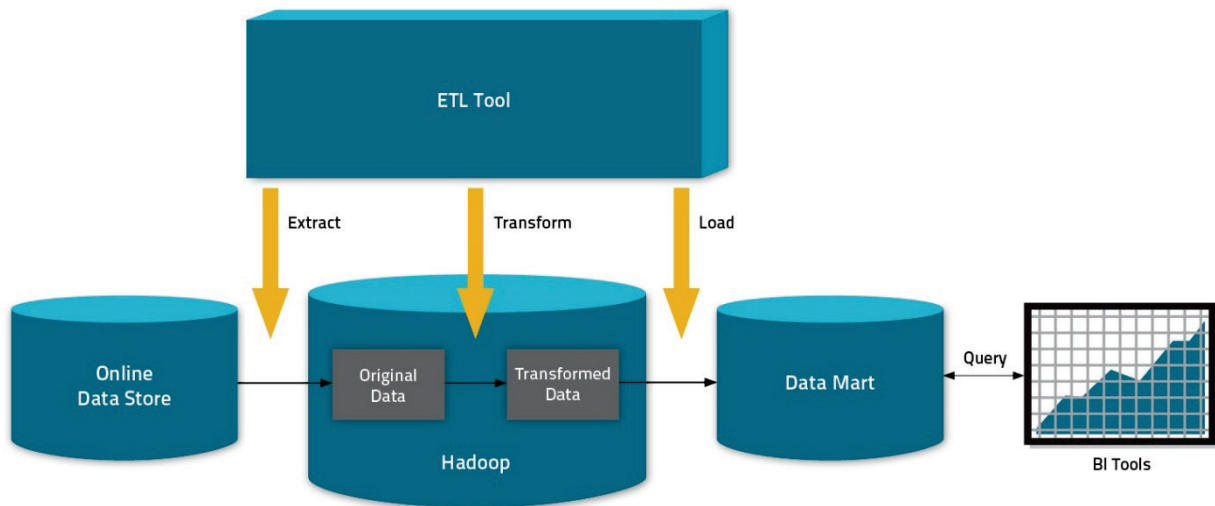 ETL Tool
Extract
Transform
Load
Online
Data Store
Original
Data
Transformed
Data
Hadoop
Data Mart
Query
BI Tools